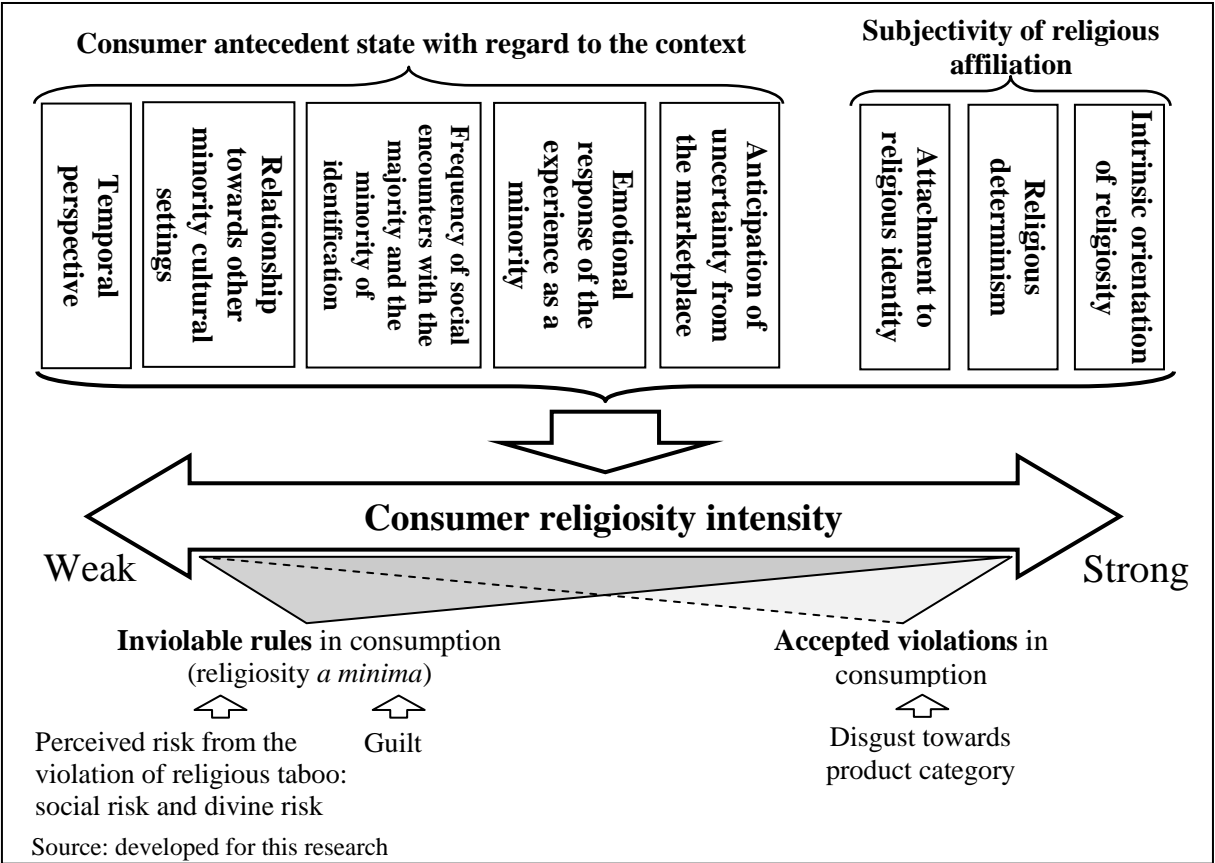 Consumer antecedent state with regard to the context
Subjectivity of religious
affiliation
Temporal
perspective
Relationship
towards other
minority cultural
settings
Frequency of social
encounters with the
majority and the
minority of
identification
Emotional
response of the
experience as a
minority
Anticipation of
uncertainty from
the marketplace
Attachment to
religious identity
Religious
determinism
Intrinsic orientation
of religiosity
Consumer religiosity intensity
Weak
Strong
Inviolable rules in consumption
(religiosity a minima)
Accepted violations in
consumption
Perceived risk from the
violation of religious taboo:
social risk and divine risk
Guilt
Disgust towards
product category
Source: developed for this research